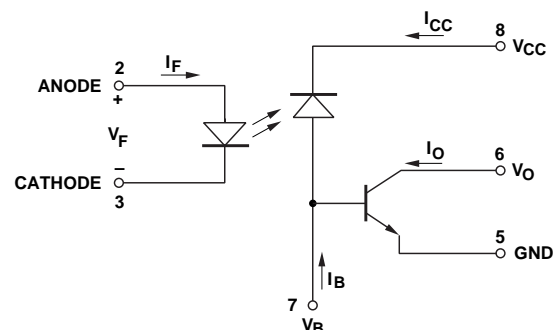 I_CC
8
V_CC
2
I_F
ANODE
+
V_F
–
CATHODE
3
I_O
6
V_O
5
GND
I_B
7
V_B